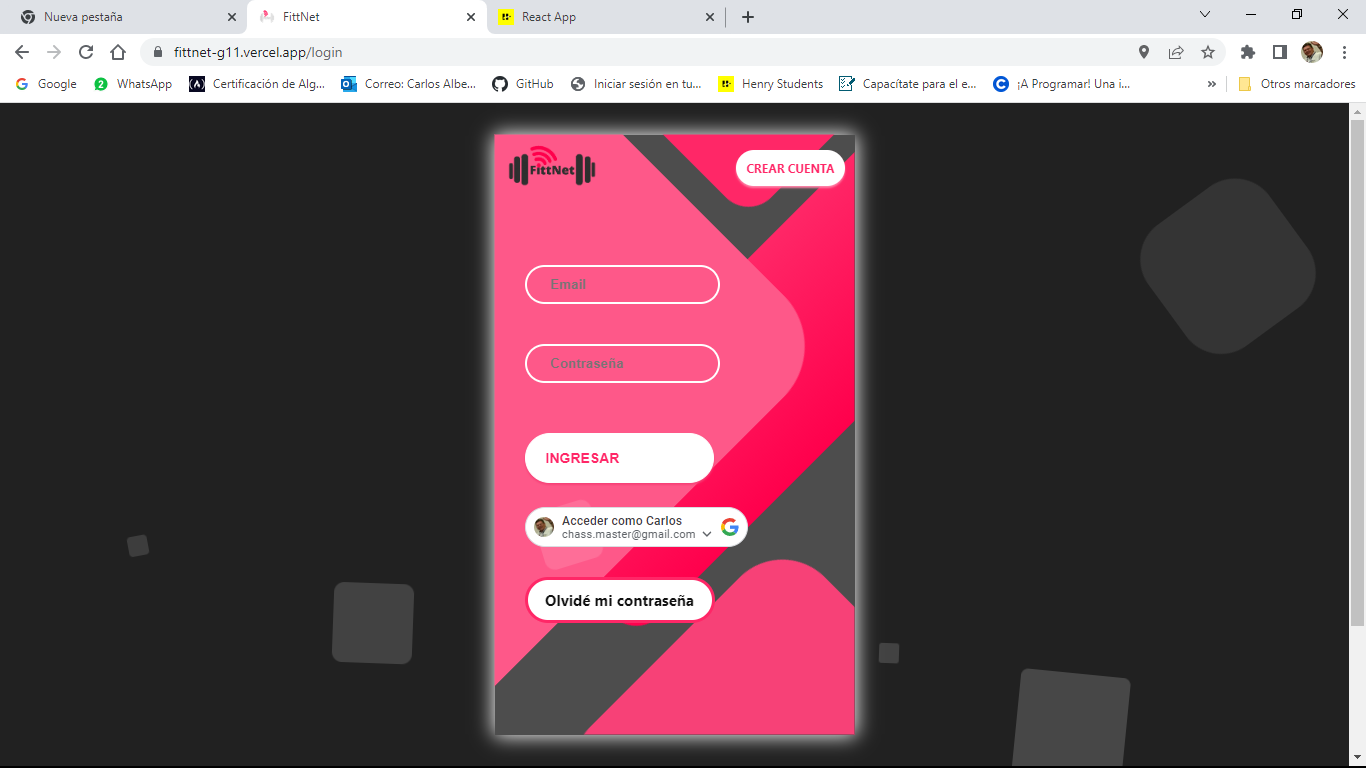 Nueva pestaña
FittNet
React App
fittnet-g11.vercel.app/login
Google
WhatsApp
Certificación de Alg...
Correo: Carlos Albe...
GitHub
Iniciar sesión en tu...
Henry Students
Capacítate para el e...
¡A Programar! Una i...
»
Otros marcadores
FittNet
CREAR CUENTA
Email
Contraseña
INGRESAR
Acceder como Carlos
chass.master@gmail.com
Olvidé mi contraseña